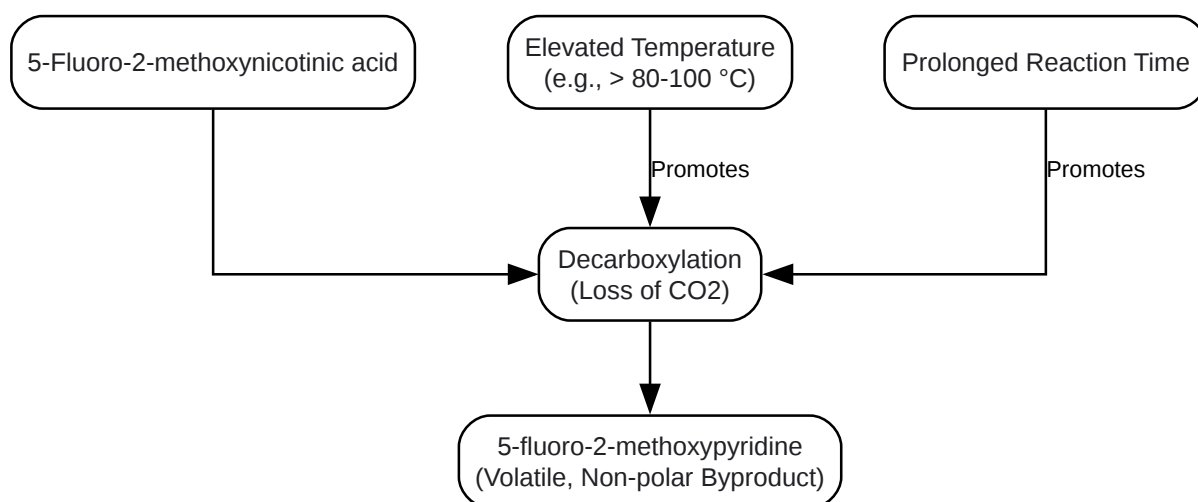 5-Fluoro-2-methoxynicotinic acid
Elevated Temperature
(e.g., > 80-100 °C)
Prolonged Reaction Time
Promotes
Promotes
Decarboxylation
(Loss of CO2)
5-fluoro-2-methoxypyridine
(Volatile, Non-polar Byproduct)